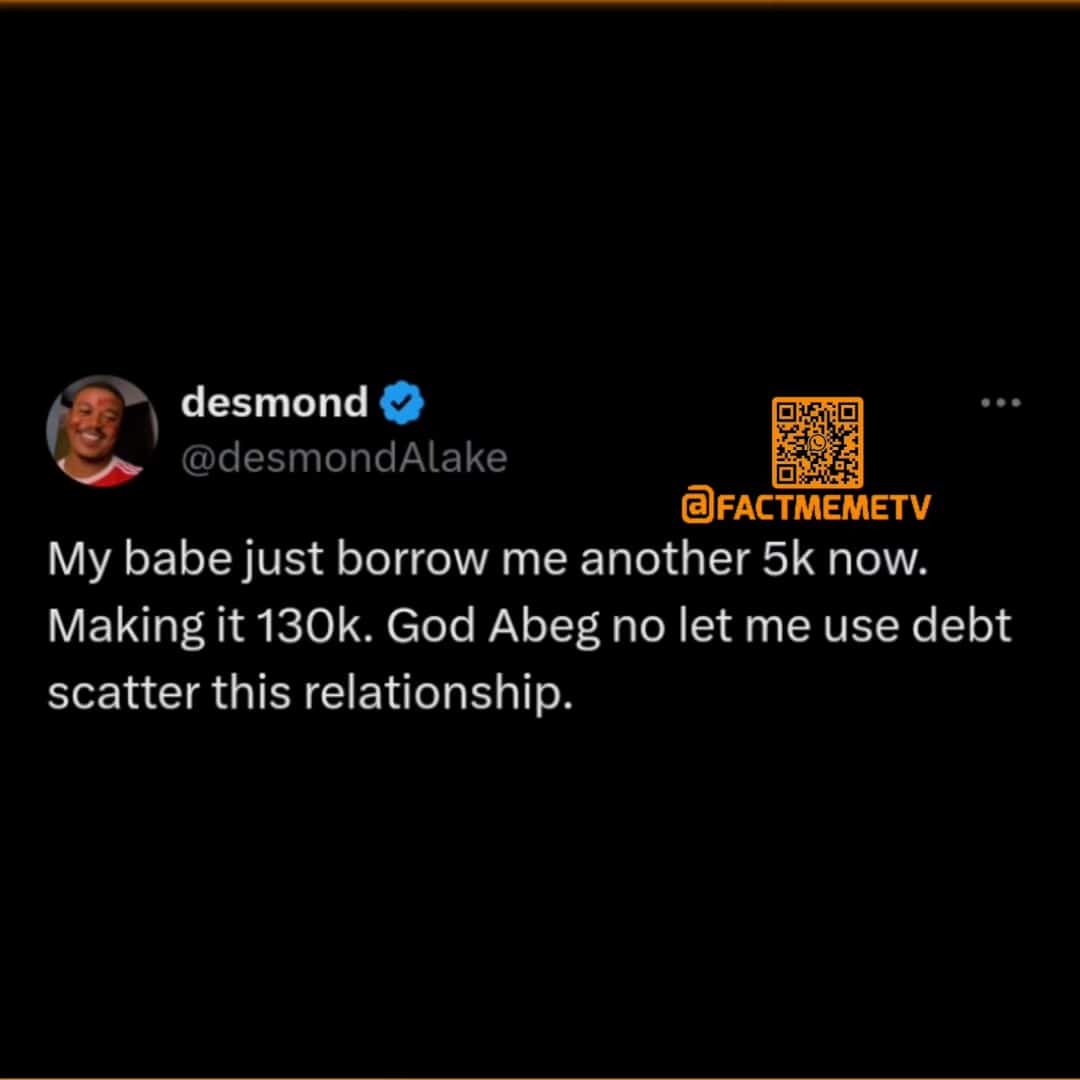 desmond
@desmondAlake
@FACTMEMETV
My babe just borrow me another 5k now.
Making it 130k. God Abeg no let me use debt
scatter this relationship.